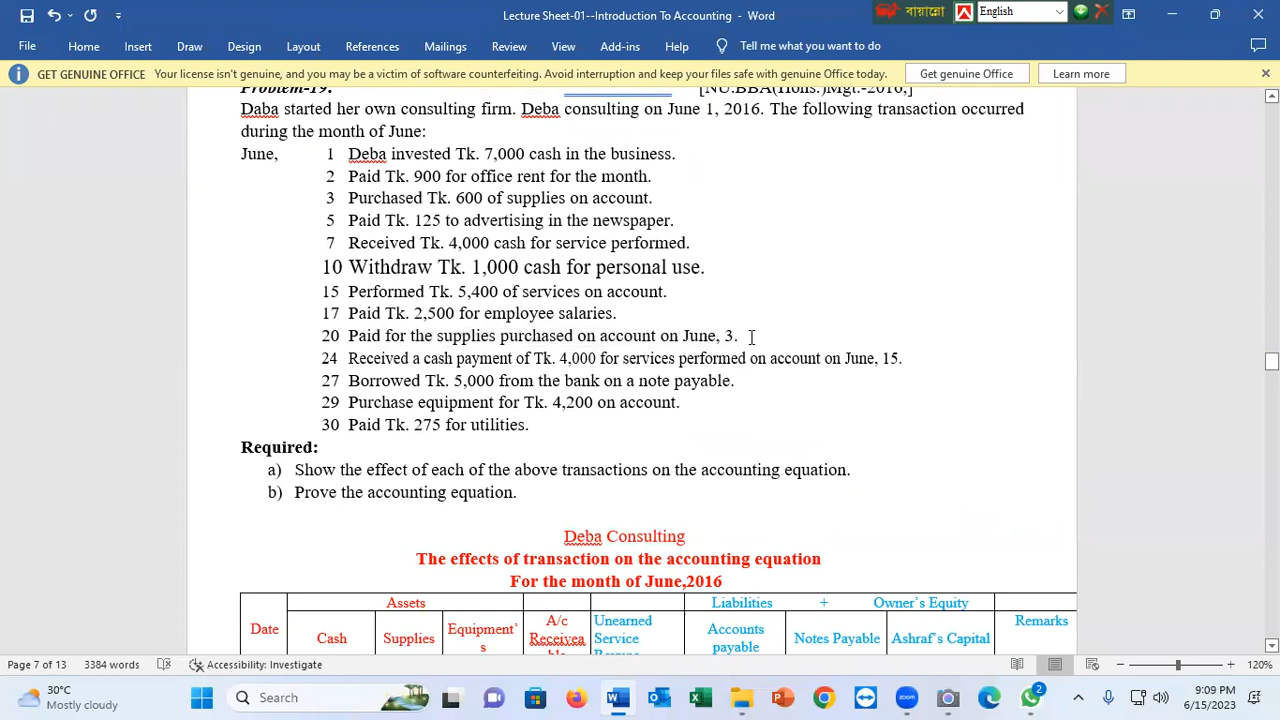 Lecture Sheet-01--Introduction To Accounting - Word
বায়ান্নো
English
File Home Insert Draw Design Layout References Mailings Review View Add-ins Help Tell me what you want to do
GET GENUINE OFFICE Your license isn't genuine, and you may be a victim of software counterfeiting. Avoid interruption and keep your files safe with genuine Office today. Get genuine Office Learn more
Problem-19. [NU.BBA(Hons.)Mgt.-2016,]
Daba started her own consulting firm. Deba consulting on June 1, 2016. The following transaction occurred
during the month of June:
June, 1 Deba invested Tk. 7,000 cash in the business.
2 Paid Tk. 900 for office rent for the month.
3 Purchased Tk. 600 of supplies on account.
5 Paid Tk. 125 to advertising in the newspaper.
7 Received Tk. 4,000 cash for service performed.
10 Withdraw Tk. 1,000 cash for personal use.
15 Performed Tk. 5,400 of services on account.
17 Paid Tk. 2,500 for employee salaries.
20 Paid for the supplies purchased on account on June, 3.
24 Received a cash payment of Tk. 4,000 for services performed on account on June, 15.
27 Borrowed Tk. 5,000 from the bank on a note payable.
29 Purchase equipment for Tk. 4,200 on account.
30 Paid Tk. 275 for utilities.
Required:
a) Show the effect of each of the above transactions on the accounting equation.
b) Prove the accounting equation.
Deba Consulting
The effects of transaction on the accounting equation
For the month of June,2016
Assets Liabilities + Owner's Equity
Date Cash Supplies Equipment' s A/c Receivea Unearned Service Accounts payable Notes Payable Ashraf's Capital Remarks
Page 7 of 13 3384 words Accessibility: Investigate 120%
30°C
Mostly cloudy
Search
2
9:09 PM
6/15/2023